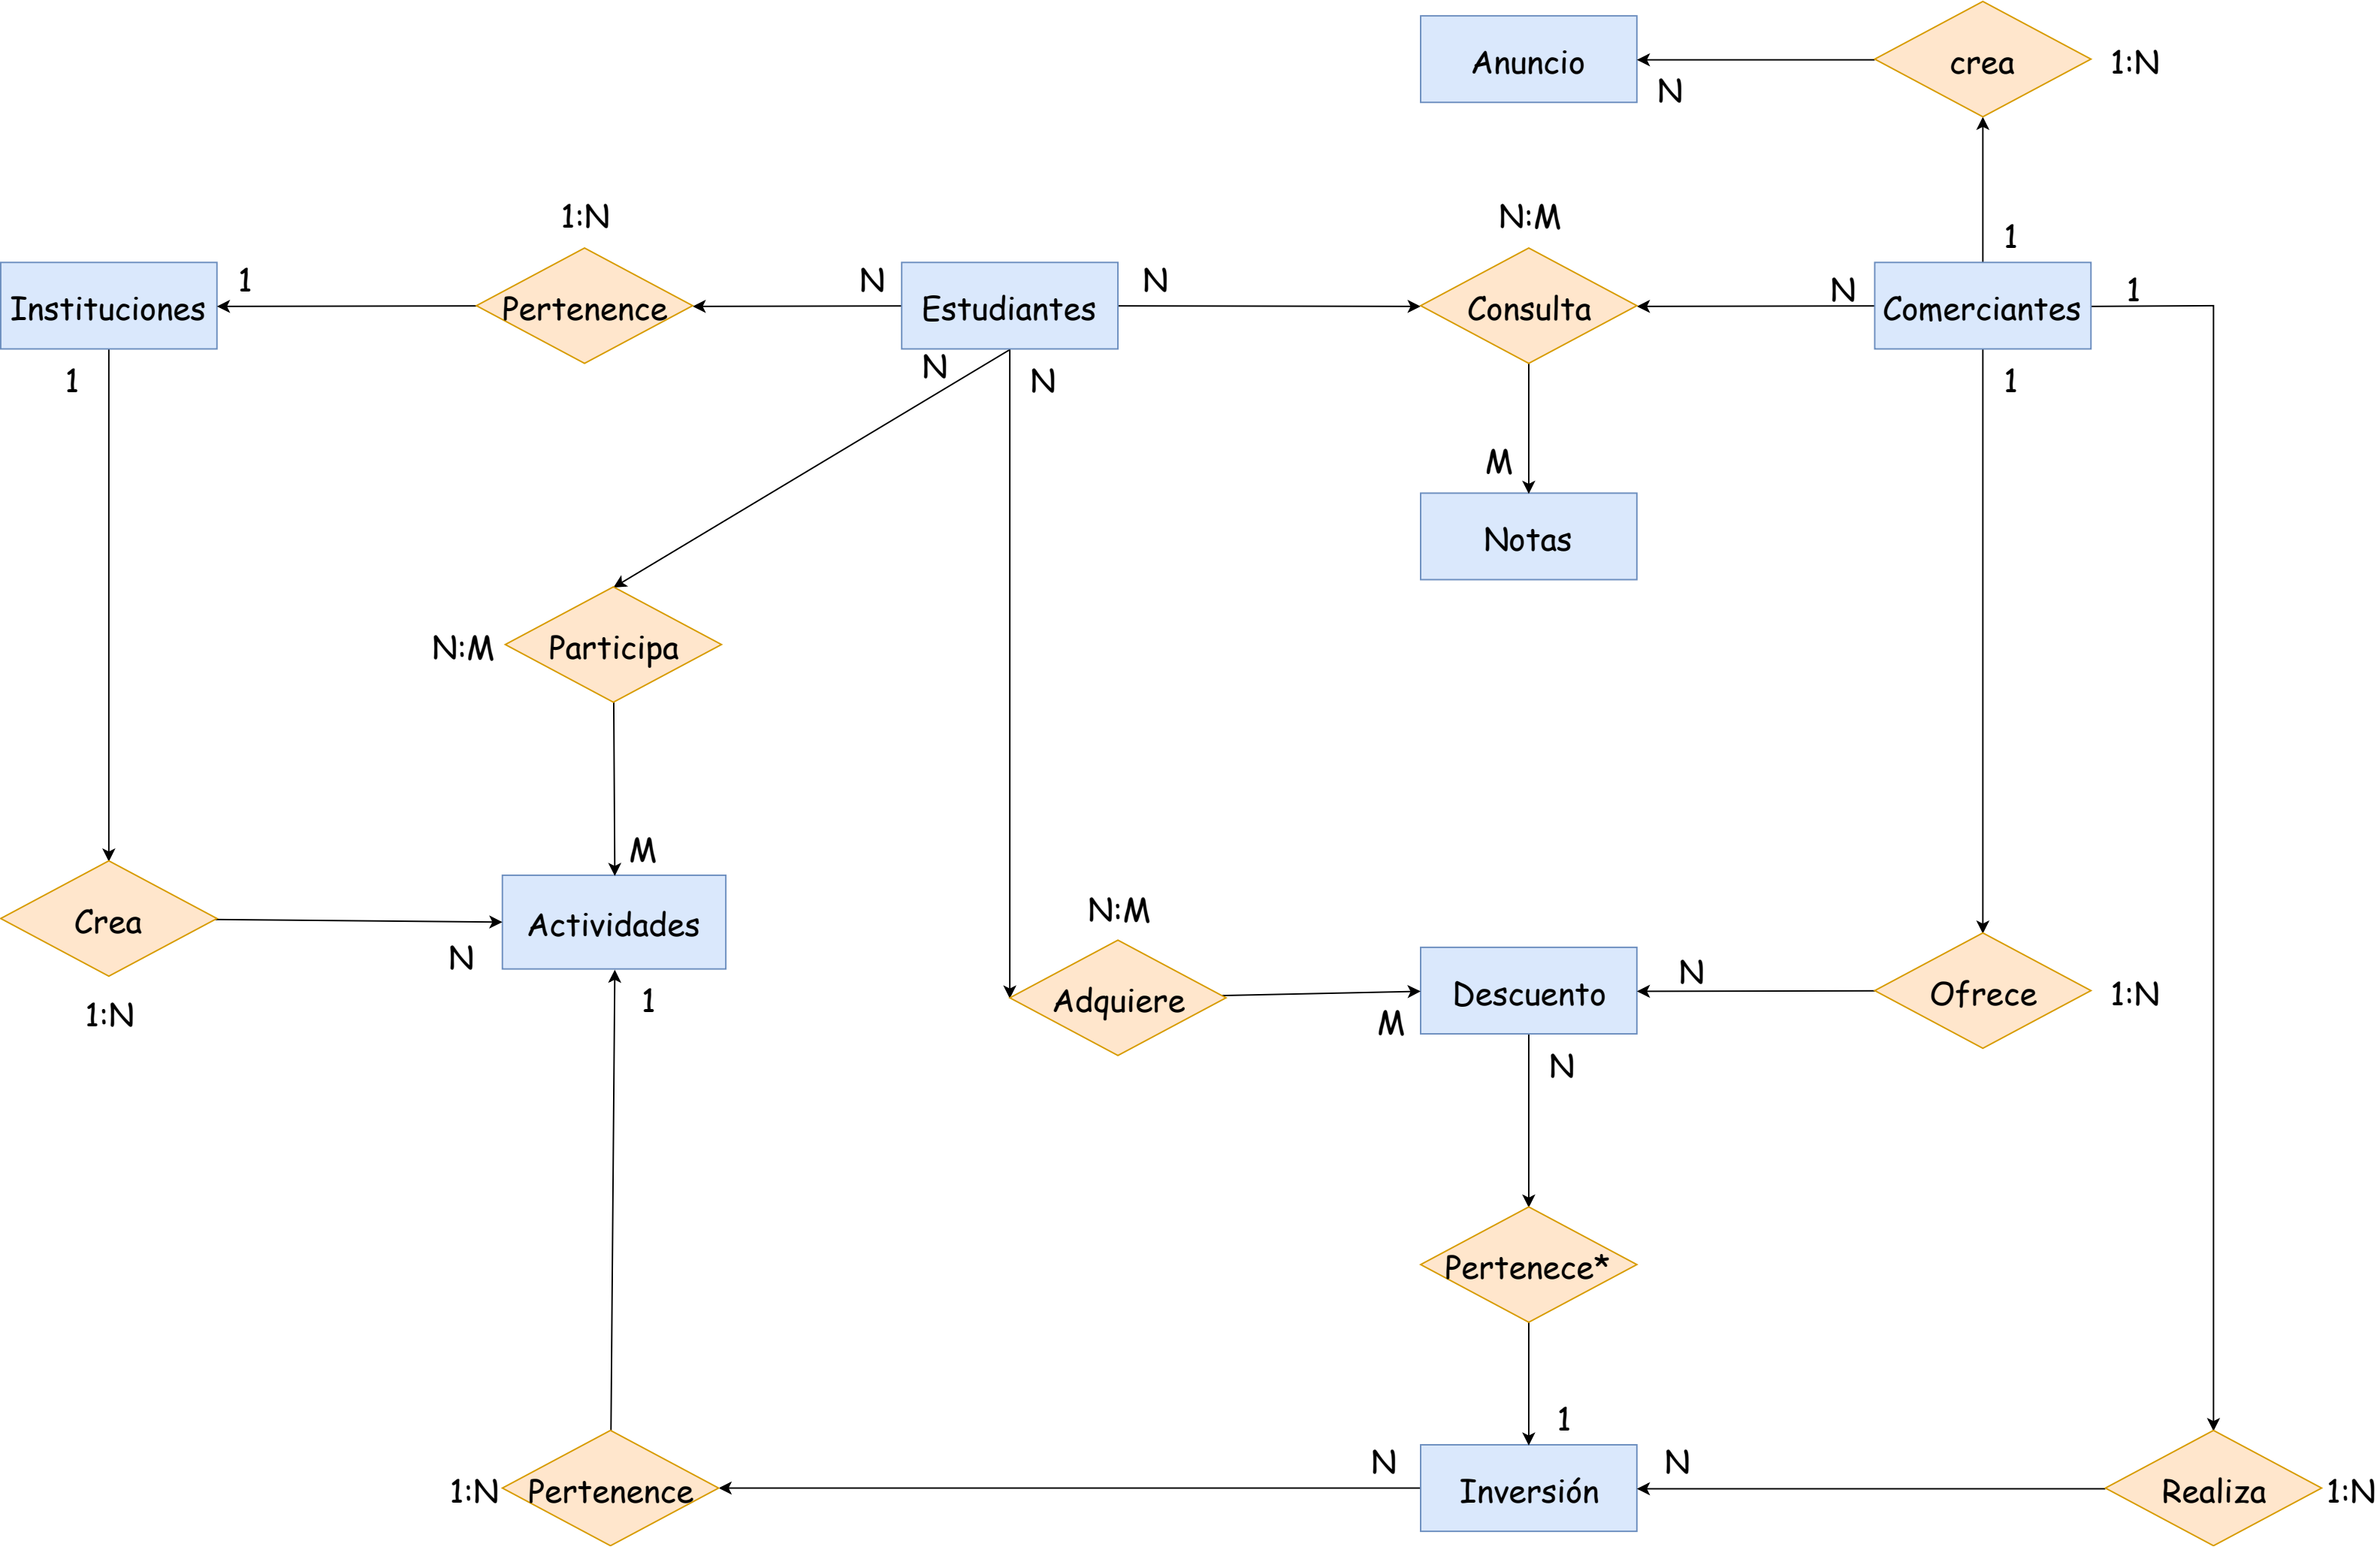 Anuncio
crea
1:N
N
1:N
N:M
1
Instituciones
1
Pertenence
N
Estudiantes
N
Consulta
N
Comerciantes
1
1
N
N
1
M
Notas
N:M
Participa
M
Crea
N
Actividades
1
1:N
N:M
Adquiere
M
Descuento
N
Ofrece
1:N
N
Pertenece*
1
1:N
Pertenence
N
Inversión
N
Realiza
1:N